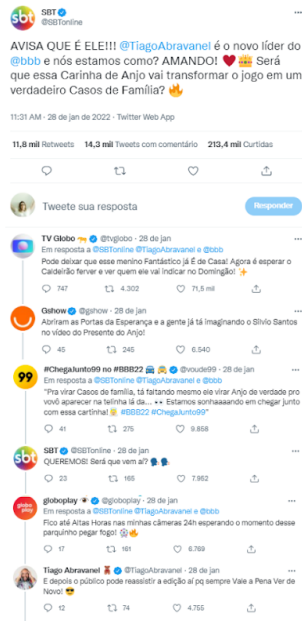 SBT
@SBTonline
AVISA QUE É ELE!!! @TiagoAbravanel é o novo líder do
@bbb e nós estamos como? AMANDO! ❤️👑 Será
que essa Carinha de Anjo vai transformar o jogo em um
verdadeiro Casos de Família? 🔥
11:31 AM · 28 de jan de 2022 · Twitter Web App
11,8 mil Retweets 14,3 mil Tweets com comentário 213,4 mil Curtidas
Tweete sua resposta
Responder
TV Globo @tvglobo · 28 de jan
Em resposta a @SBTonline @TiagoAbravanel e @bbb
Pode deixar que esse menino Fantástico já É de Casa! Agora é esperar o
Caldeirão ferver e ver quem ele vai indicar no Domingão! ✨
747 4.302 71,5 mil
Gshow @gshow · 28 de jan
Abriram as Portas da Esperança e a gente já tá imaginando o Silvio Santos
no vídeo do Presente do Anjo!
45 245 6.540
#ChegaJunto99 no #BBB22 @voude99 · 28 de jan
Em resposta a @SBTonline @TiagoAbravanel e @bbb
"Pra virar Casos de família, tá faltando mesmo ele virar Anjo de verdade pro
vovô aparecer na telinha lá da... 👀 Estamos sonhaaaando em chegar junto
com essa cartinha! #BBB22 #ChegaJunto99"
41 275 9.858
SBT @SBTonline · 28 de jan
QUEREMOS! Será que vem aí? 🗣️🗣️
23 165 7.952
globoplay @globoplay · 28 de jan
Em resposta a @SBTonline @TiagoAbravanel e @bbb
Fico até Altas Horas nas minhas câmeras 24h esperando o momento desse
parquinho pegar fogo! 🎡🔥
17 161 6.769
Tiago Abravanel @TiagoAbravanel · 28 de jan
E depois o público pode reassistir a edição aí pq sempre Vale a Pena Ver de
Novo! 😎
12 74 4.755